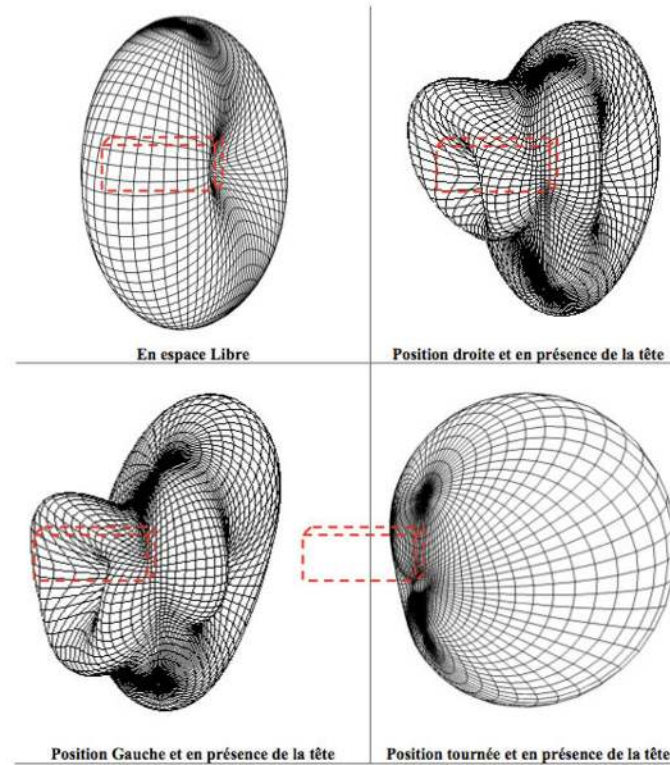 En espace Libre
Position droite et en présence de la tête
Position Gauche et en présence de la tête
Position tournée et en présence de la tête